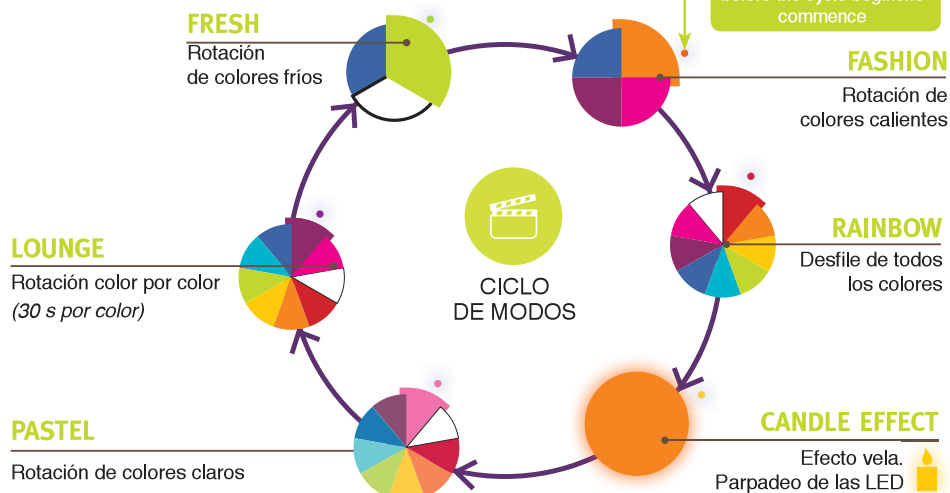 commence
FRESH
Rotación
de colores fríos
FASHION
Rotación de
colores calientes
RAINBOW
Desfile de todos
los colores
CANDLE EFFECT
Efecto vela.
Parpadeo de las LED
PASTEL
Rotación de colores claros
LOUNGE
Rotación color por color
(30 s por color)
CICLO
DE MODOS